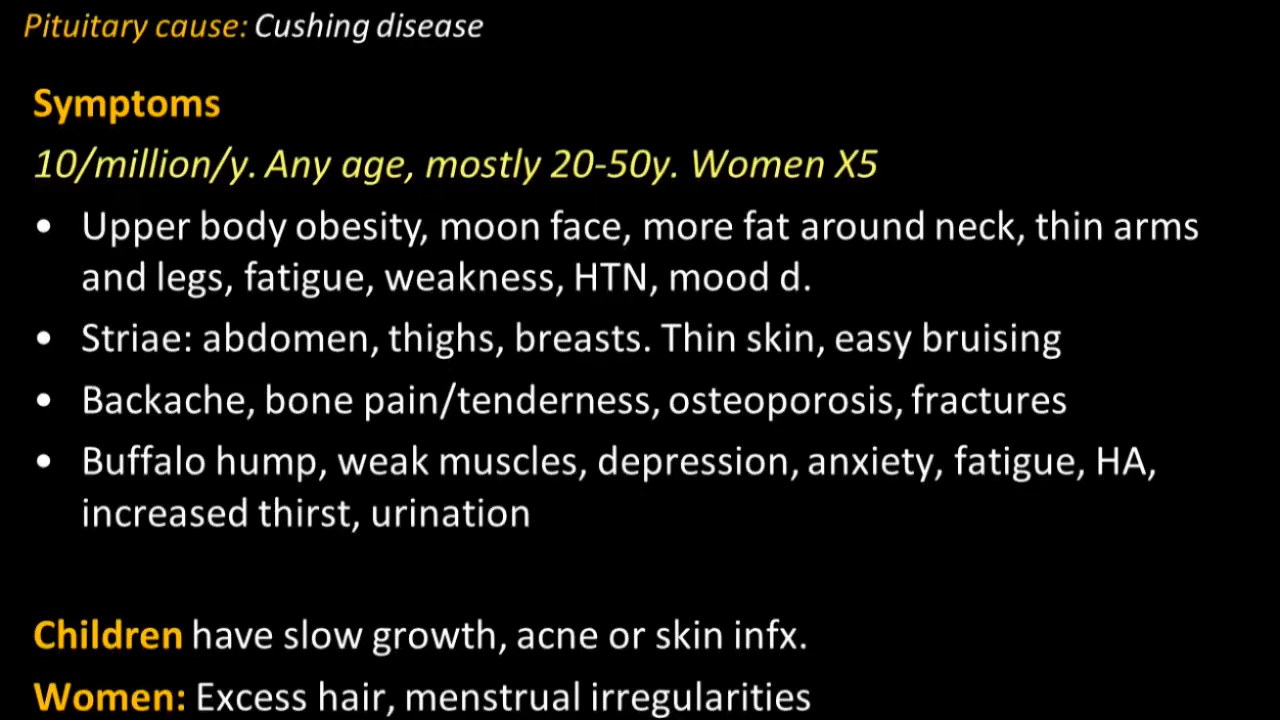 Pituitary cause: Cushing disease
Symptoms
10/million/y. Any age, mostly 20-50y. Women X5
• Upper body obesity, moon face, more fat around neck, thin arms
and legs, fatigue, weakness, HTN, mood d.
• Striae: abdomen, thighs, breasts. Thin skin, easy bruising
• Backache, bone pain/tenderness, osteoporosis, fractures
• Buffalo hump, weak muscles, depression, anxiety, fatigue, HA,
increased thirst, urination
Children have slow growth, acne or skin infx.
Women: Excess hair, menstrual irregularities